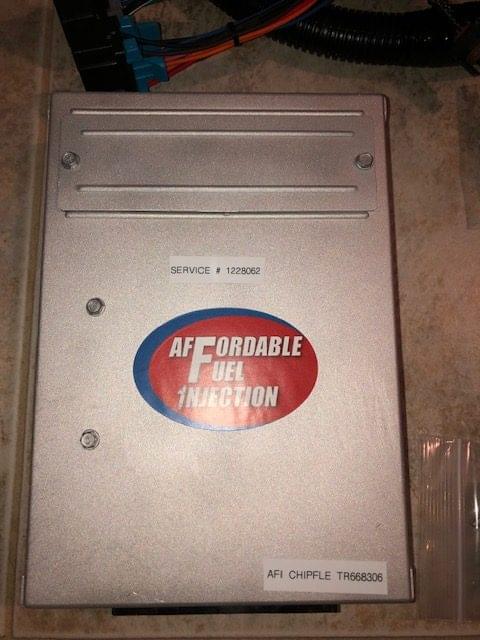 SERVICE # 1228062
AFFORDABLE
FUEL
INJECTION
AFI CHIPFLE TR668306